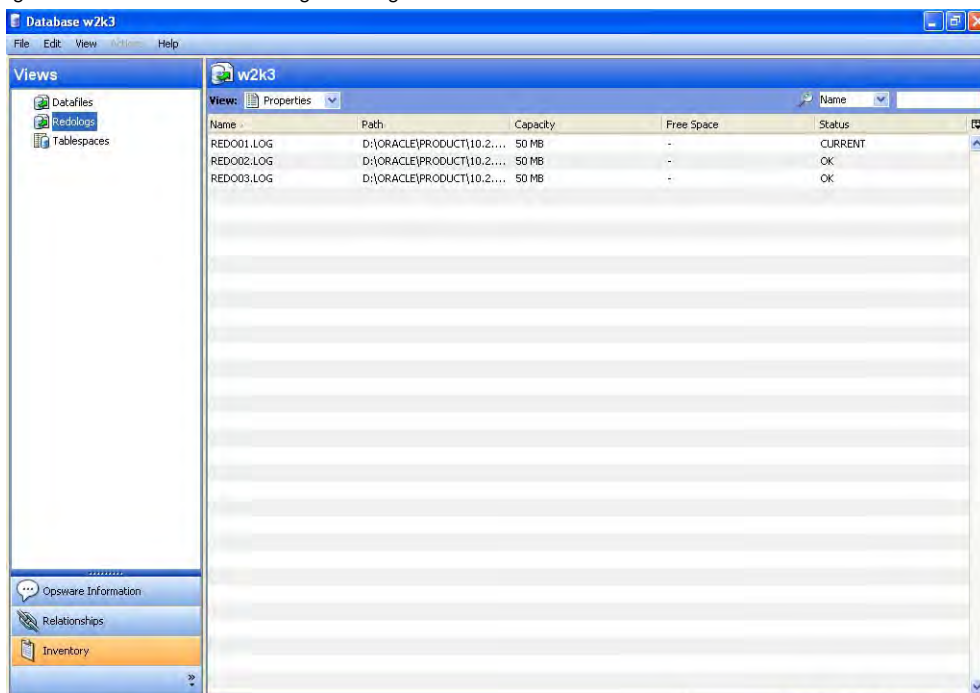 Database w2k3
File Edit View Actions Help
Views
Datafiles
Redologs
Tablespaces
Opsware Information
Relationships
Inventory
w2k3
View: Properties
Name
Name Path Capacity Free Space Status
REDO01.LOG D:\ORACLE\PRODUCT\10.2.... 50 MB - CURRENT
REDO02.LOG D:\ORACLE\PRODUCT\10.2.... 50 MB - OK
REDO03.LOG D:\ORACLE\PRODUCT\10.2.... 50 MB - OK